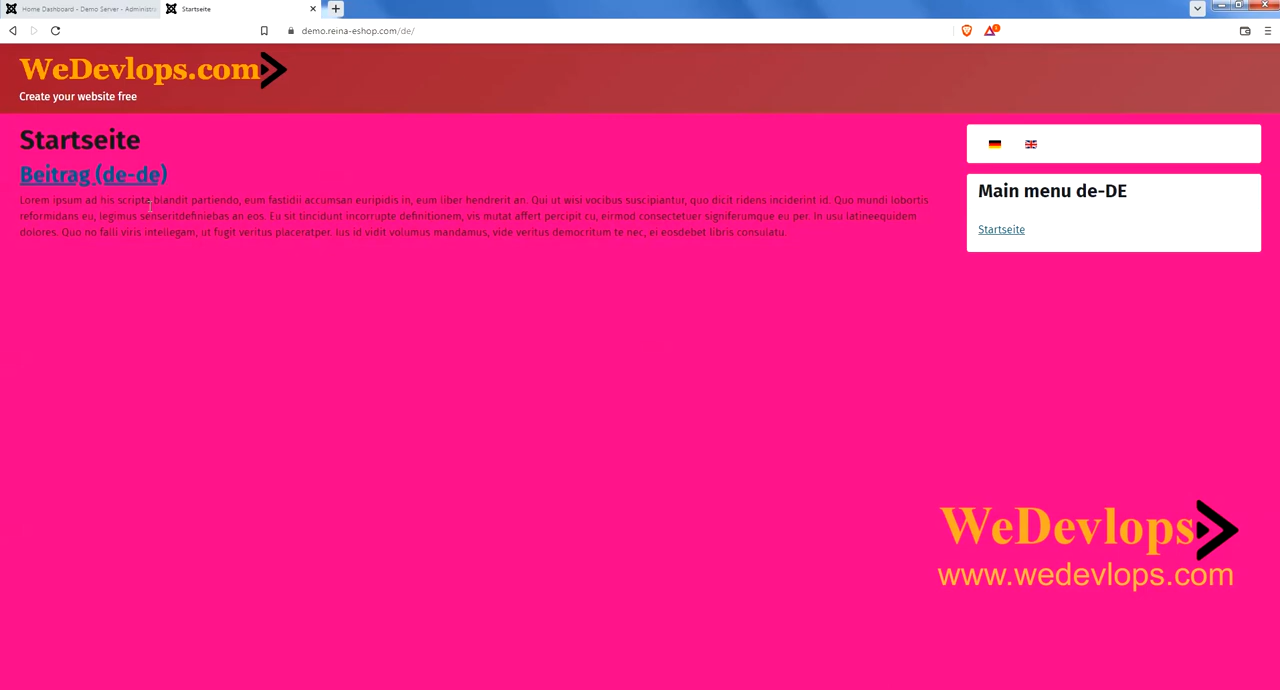 Home Dashboard - Demo Server - Administra
Startseite
demo.reina-eshop.com/de/
WeDevlops.com
Create your website free
Startseite
Beitrag (de-de)
Lorem ipsum ad his scripta blandit partiendo, eum fastidii accumsan euripidis in, eum liber hendrerit an. Qui ut wisi vocibus suscipiantur, quo dicit ridens inciderint id. Quo mundi lobortis
reformidans eu, legimus senseritdefiniebas an eos. Eu sit tincidunt incorrupte definitionem, vis mutat affert percipit cu, eirmod consectetuer signiferumque eu per. In usu latineequidem
dolores. Quo no falli viris intellegam, ut fugit veritus placeratper. Ius id vidit volumus mandamus, vide veritus democritum te nec, ei eosdebet libris consulatu.
Main menu de-DE
Startseite
WeDevlops
www.wedevlops.com